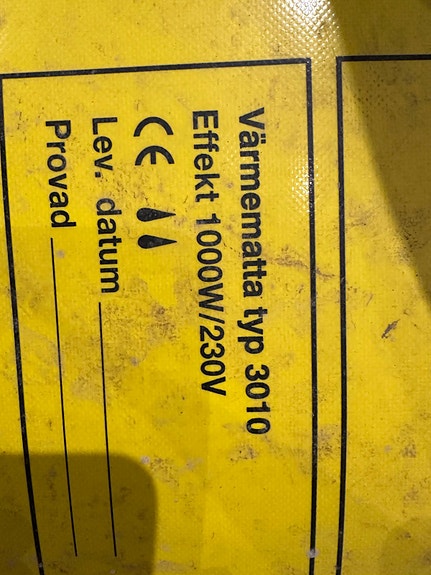 Värmematta typ 3010
Effekt 1000W/230V
CE
Lev. datum
Provad